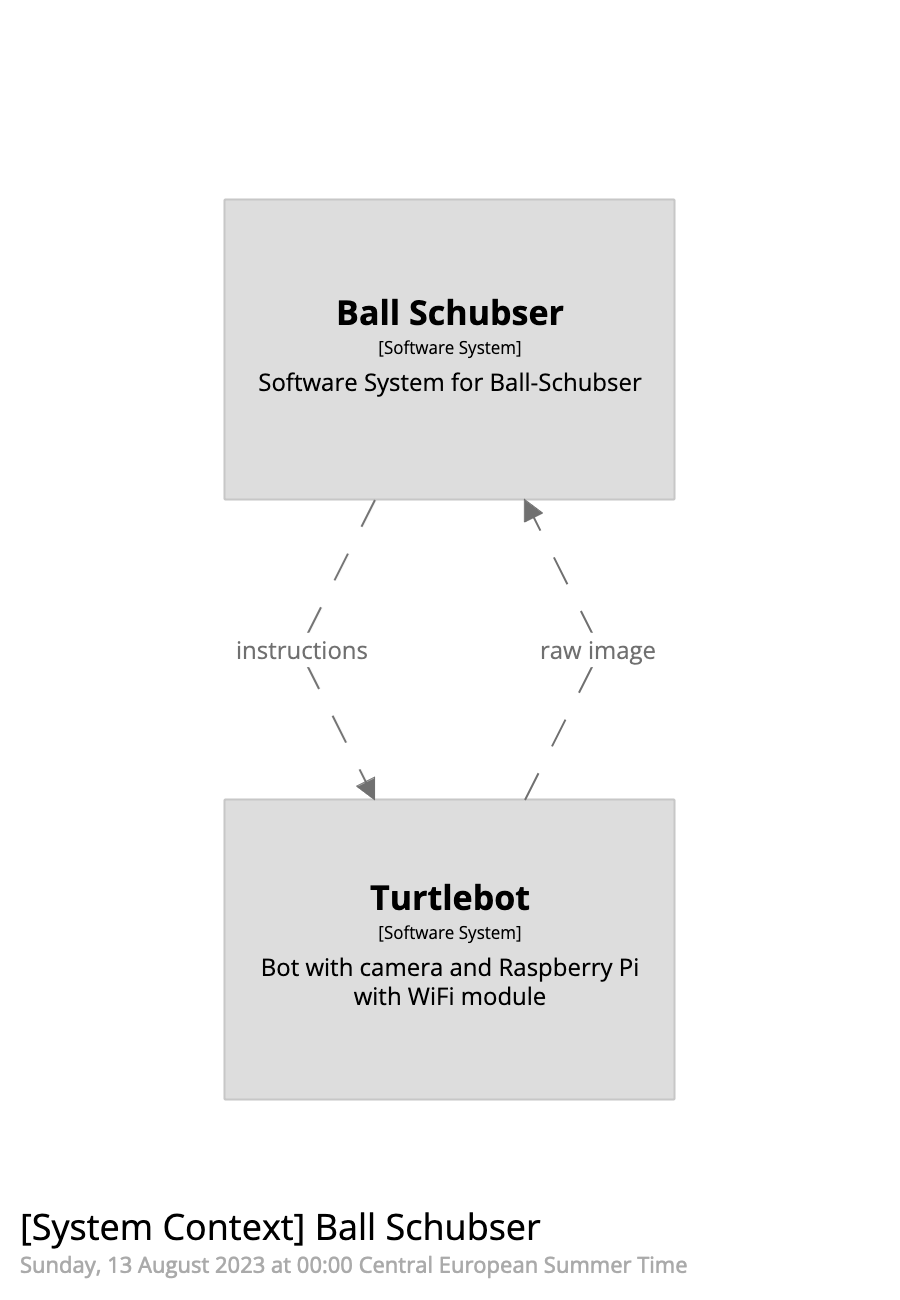 Ball Schubser
[Software System]
Software System for Ball-Schubser
instructions
raw image
Turtlebot
[Software System]
Bot with camera and Raspberry Pi
with WiFi module
[System Context] Ball Schubser
Sunday, 13 August 2023 at 00:00 Central European Summer Time